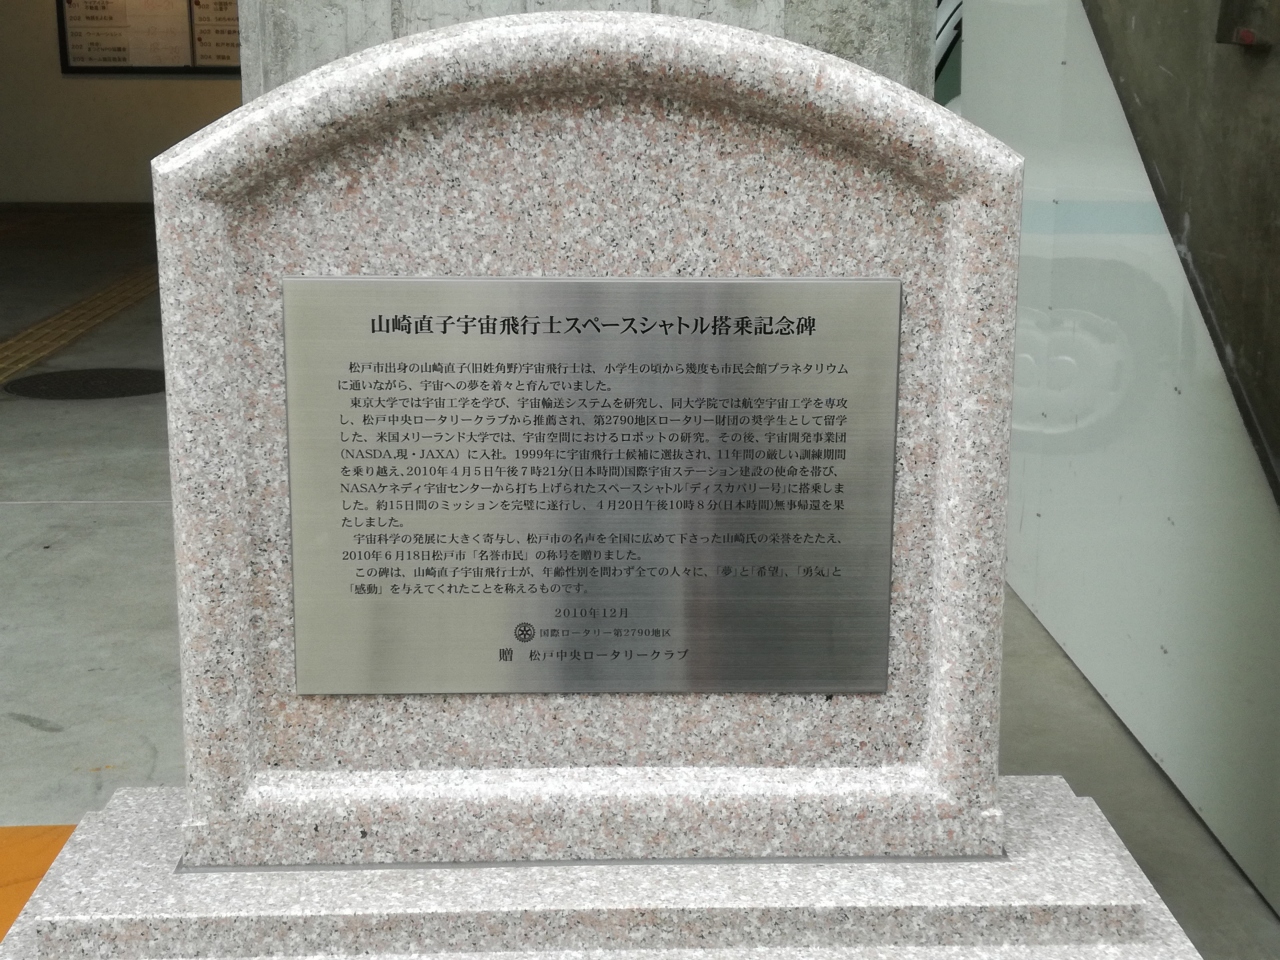 山崎直子宇宙飛行士スペースシャトル搭乗記念碑
松戸市出身の山崎直子(旧姓角野)宇宙飛行士は、小学生の頃から幾度も市民会館プラネタリウム
に通いながら、宇宙への夢を着々と育んでいました。
東京大学では宇宙工学を学び、宇宙輸送システムを研究し、同大学院では航空宇宙工学を専攻
し、松戸中央ロータリークラブから推薦され、第2790地区ロータリー財団の奨学生として留学
した、米国メリーランド大学では、宇宙空間におけるロボットの研究。その後、宇宙開発事業団
(NASDA,現・JAXA) に入社。1999年に宇宙飛行士候補に選抜され、11年間の厳しい訓練期間
を乗り越え、2010年4月5日午後7時21分(日本時間)国際宇宙ステーション建設の使命を帯び、
NASAケネディ宇宙センターから打ち上げられたスペースシャトル「ディスカバリー号」に搭乗しま
した。約15日間のミッションを完璧に遂行し、4月20日午後10時8分(日本時間)無事帰還を果
たしました。
宇宙科学の発展に大きく寄与し、松戸市の名声を全国に広めて下さった山崎氏の栄誉をたたえ、
2010年6月18日松戸市「名誉市民」の称号を贈りました。
この碑は、山崎直子宇宙飛行士が、年齢性別を問わず全ての人々に、「夢」と「希望」、「勇気」と
「感動」を与えてくれたことを称えるものです。
2010年12月
国際ロータリー第2790地区
贈 松戸中央ロータリークラブ